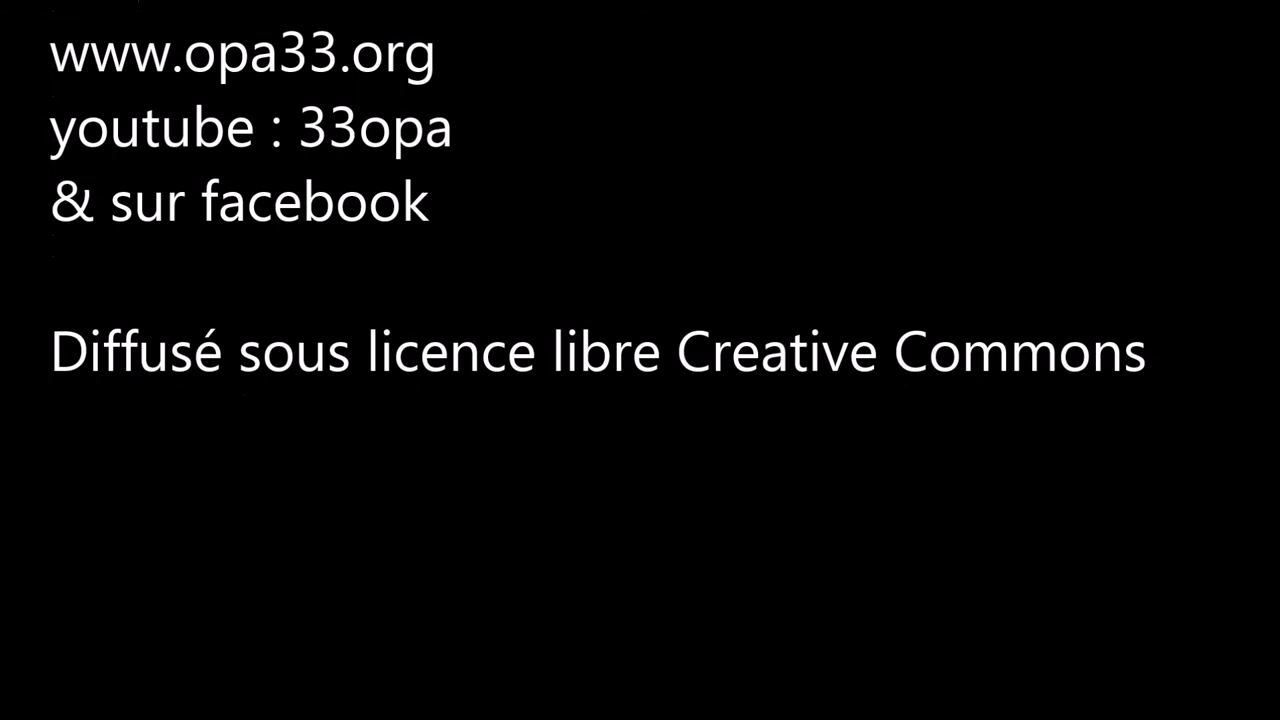 www.opa33.org
youtube : 33opa
& sur facebook
Diffusé sous licence libre Creative Commons